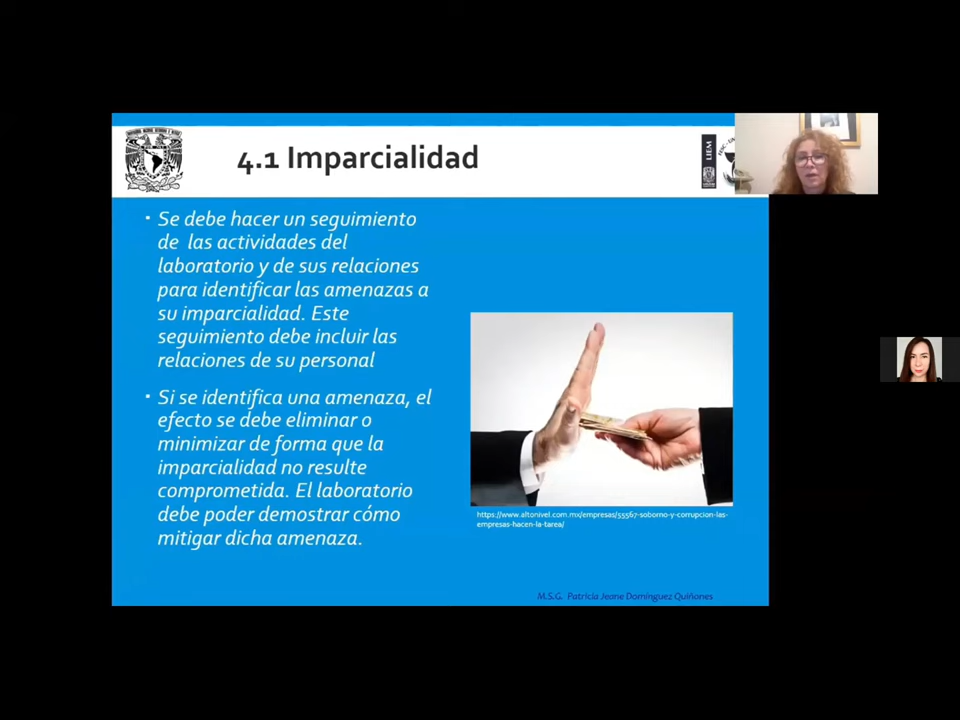 4.1 Imparcialidad
LIEM
• Se debe hacer un seguimiento
de las actividades del
laboratorio y de sus relaciones
para identificar las amenazas a
su imparcialidad. Este
seguimiento debe incluir las
relaciones de su personal
• Si se identifica una amenaza, el
efecto se debe eliminar o
minimizar de forma que la
imparcialidad no resulte
comprometida. El laboratorio
debe poder demostrar cómo
mitigar dicha amenaza.
https://www.altonivel.com.mx/empresas/55567-soborno-y-corrupcion-las-
empresas-hacen-la-tarea/
M.S.G. Patricia Jeane Domínguez Quiñones